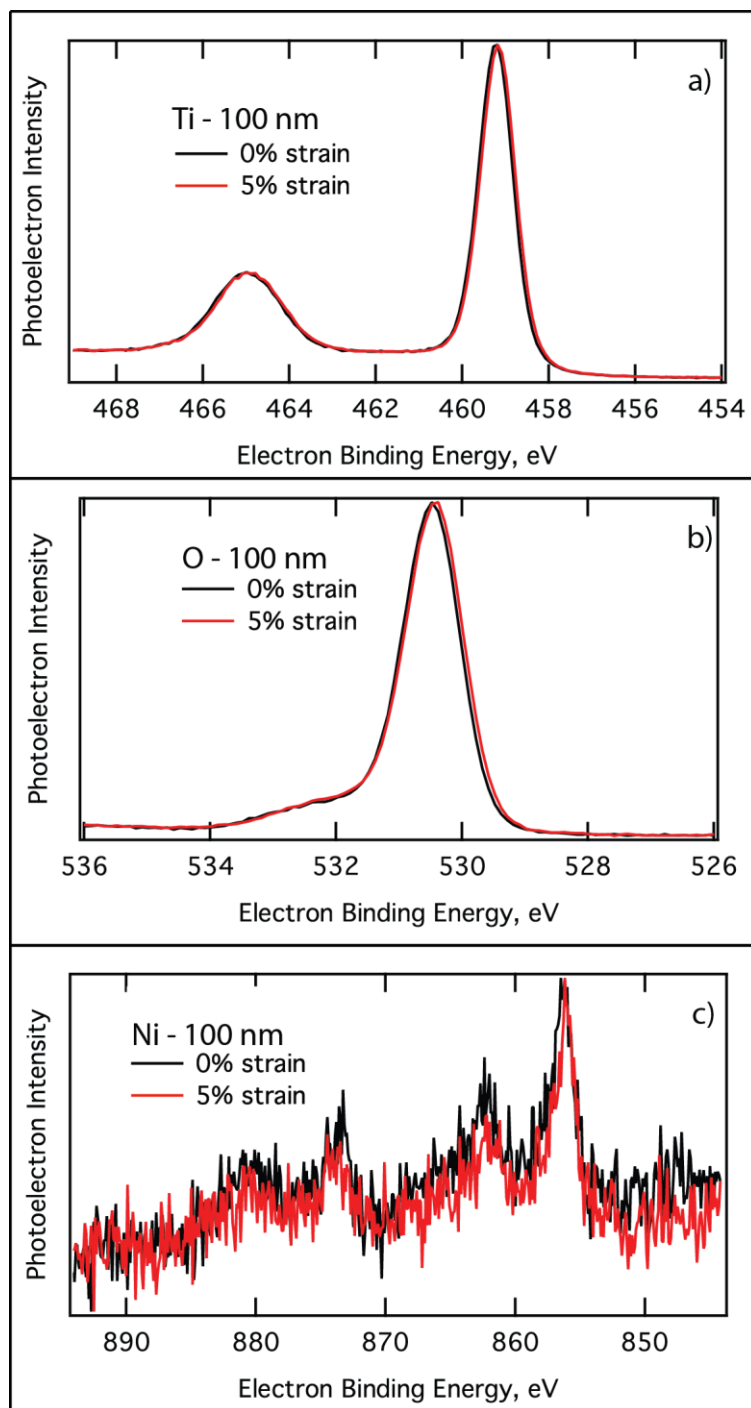 a)
Ti - 100 nm
0% strain
5% strain
Photoelectron Intensity
468 466 464 462 460 458 456 454
Electron Binding Energy, eV
b)
O - 100 nm
0% strain
5% strain
Photoelectron Intensity
536 534 532 530 528 526
Electron Binding Energy, eV
c)
Ni - 100 nm
0% strain
5% strain
Photoelectron Intensity
890 880 870 860 850
Electron Binding Energy, eV